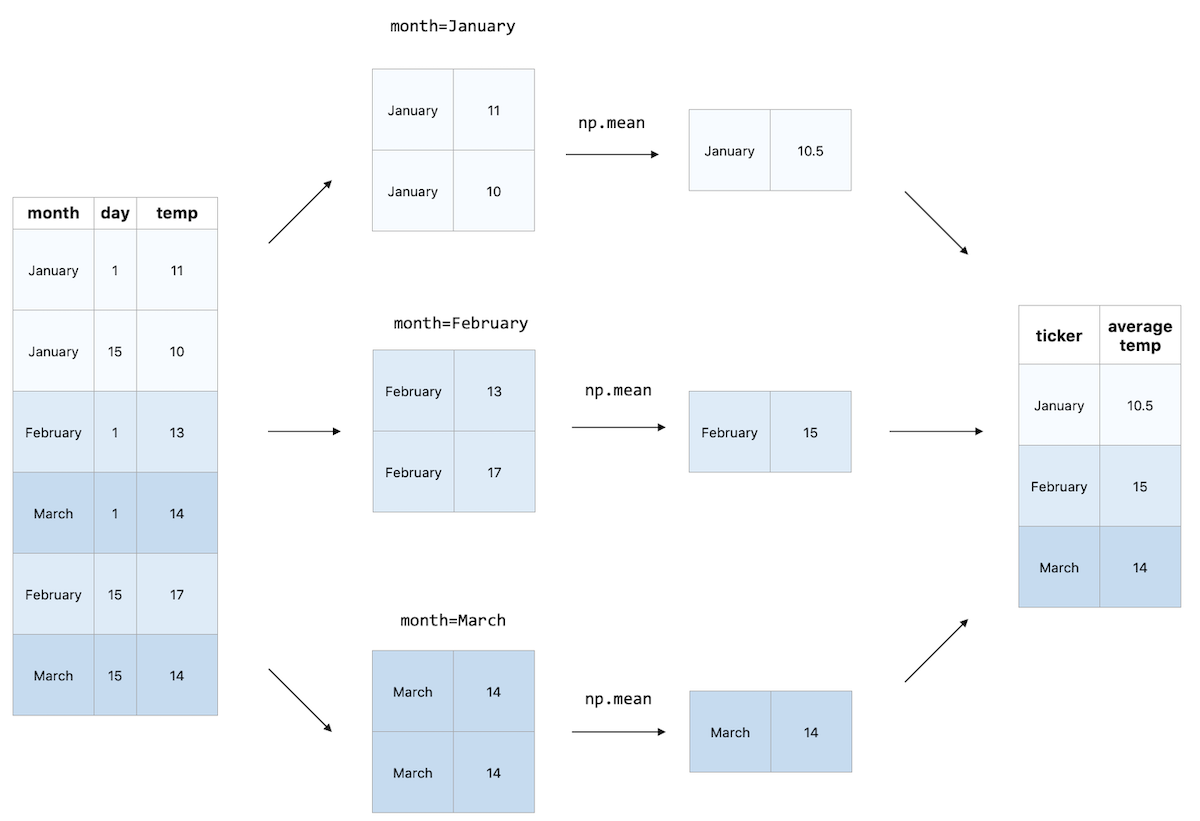 month day temp
January 1 11
January 15 10
February 1 13
March 1 14
February 15 17
March 15 14
month=January
January 11
January 10
np.mean
January 10.5
month=February
February 13
February 17
np.mean
February 15
month=March
March 14
March 14
np.mean
March 14
ticker average
temp
January 10.5
February 15
March 14